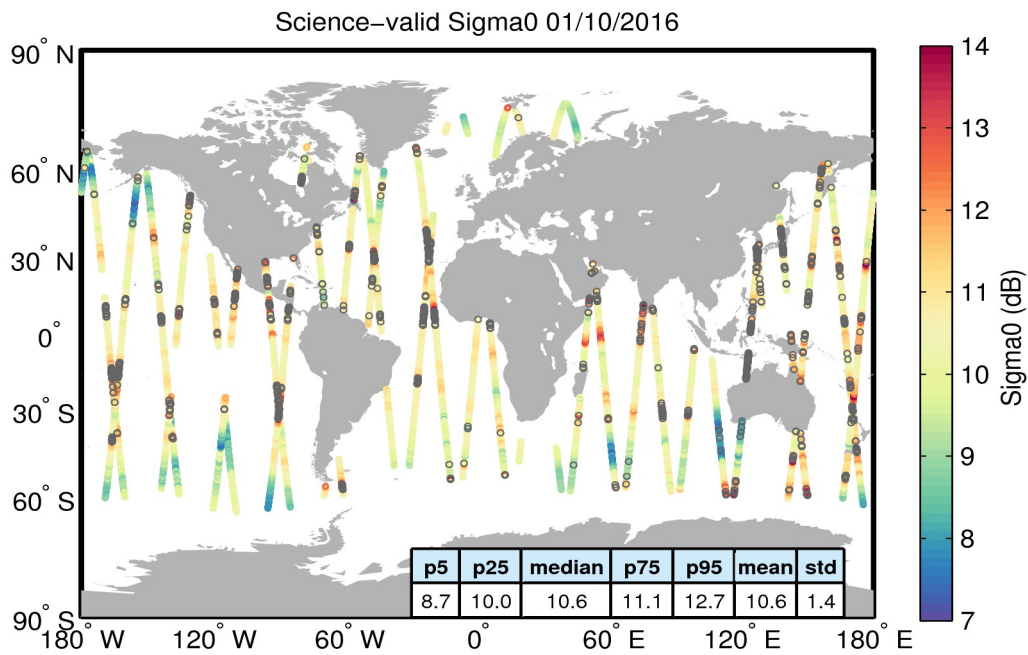 Science−valid Sigma0 01/10/2016
90° N
60° N
30° N
0°
30° S
60° S
90° S
180° W
120° W
60° W
0°
60° E
120° E
180° E
p5 p25 median p75 p95 mean std
8.7 10.0 10.6 11.1 12.7 10.6 1.4
14
13
12
11
10
9
8
7
Sigma0 (dB)